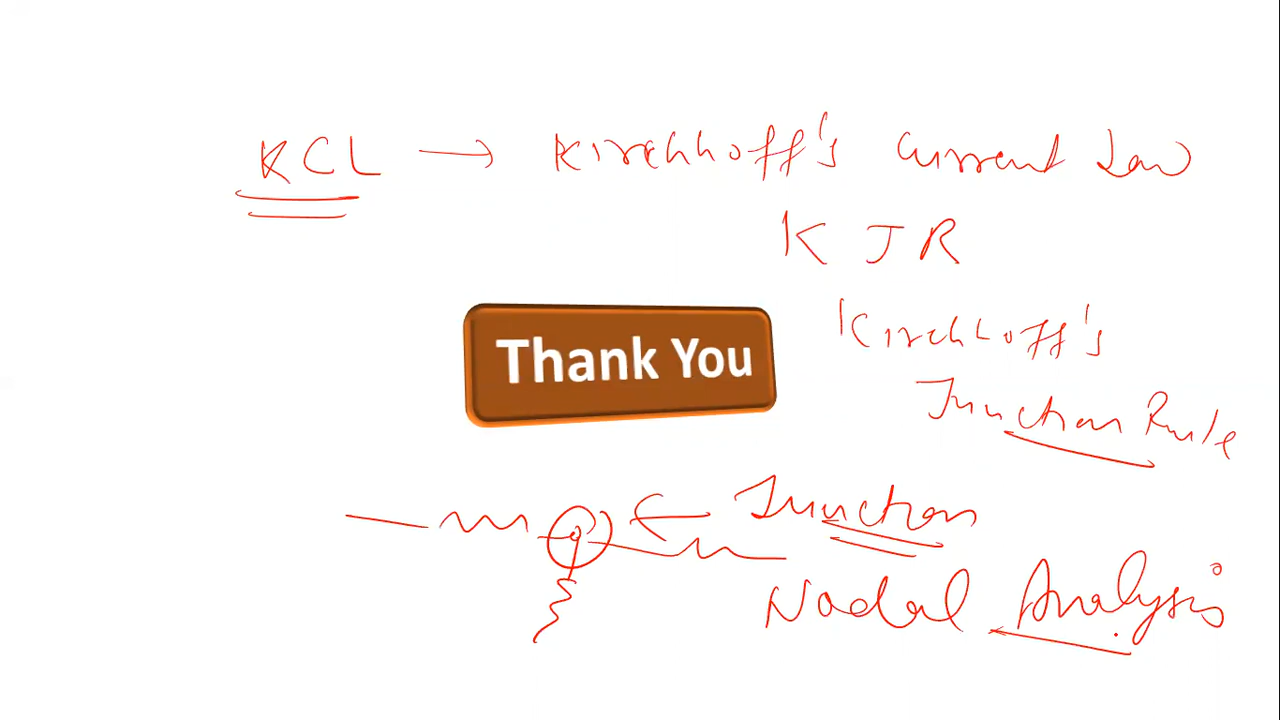 KCL → Kirchhoff's Current Law
KJR
Kirchhoff's
Junction Rule
Thank You
Junction
Nodal Analysis